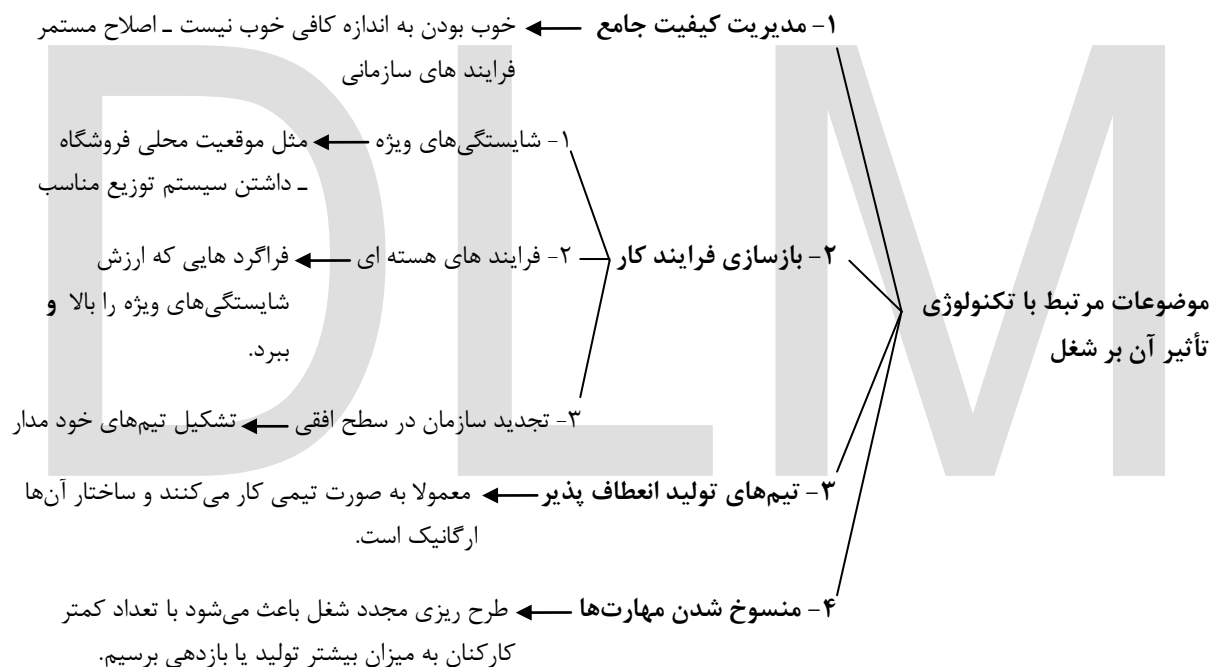 موضوعات مرتبط با تکنولوژی و
تأثیر آن بر شغل
۱- مدیریت کیفیت جامع ← خوب بودن به اندازه کافی خوب نیست ـ اصلاح مستمر
فرایند های سازمانی
۲- بازسازی فرایند کار
۱- شایستگی‌های ویژه ← مثل موقعیت محلی فروشگاه
ـ داشتن سیستم توزیع مناسب
۲- فرایند های هسته ای ← فراگرد هایی که ارزش
شایستگی‌های ویژه را بالا
ببرد.
۳- تجدید سازمان در سطح افقی ← تشکیل تیم‌های خود مدار
۳- تیم‌های تولید انعطاف پذیر ← معمولا به صورت تیمی کار می‌کنند و ساختار آن‌ها
ارگانیک است.
۴- منسوخ شدن مهارت‌ها ← طرح ریزی مجدد شغل باعث می‌شود با تعداد کمتر
کارکنان به میزان بیشتر تولید یا بازدهی برسیم.
DLM